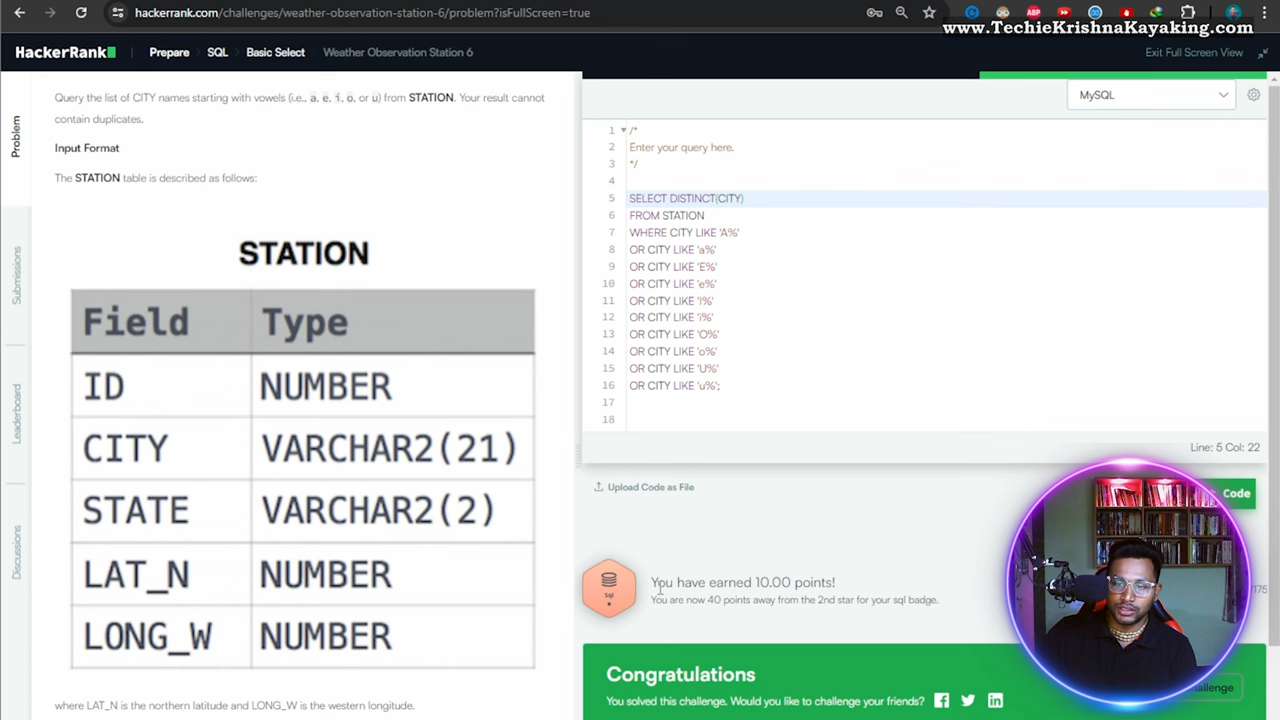 hackerrank.com/challenges/weather-observation-station-6/problem?isFullScreen=true
www.TechieKrishnaKayaking.com
HackerRank
Prepare
SQL
Basic Select
Weather Observation Station 6
Exit Full Screen View
Problem
Submissions
Leaderboard
Discussions
Query the list of CITY names starting with vowels (i.e., a, e, i, o, or u) from STATION. Your result cannot
contain duplicates.
Input Format
The STATION table is described as follows:
STATION
Field Type
ID NUMBER
CITY VARCHAR2(21)
STATE VARCHAR2(2)
LAT_N NUMBER
LONG_W NUMBER
where LAT_N is the northern latitude and LONG_W is the western longitude.
MySQL
1 /*
2 Enter your query here.
3 */
4
5 SELECT DISTINCT(CITY)
6 FROM STATION
7 WHERE CITY LIKE 'A%'
8 OR CITY LIKE 'a%'
9 OR CITY LIKE 'E%'
10 OR CITY LIKE 'e%'
11 OR CITY LIKE 'I%'
12 OR CITY LIKE 'i%'
13 OR CITY LIKE 'O%'
14 OR CITY LIKE 'o%'
15 OR CITY LIKE 'U%'
16 OR CITY LIKE 'u%';
17
18
Line: 5 Col: 22
Upload Code as File
Code
Sql
You have earned 10.00 points!
You are now 40 points away from the 2nd star for your sql badge.
/175
Congratulations
You solved this challenge. Would you like to challenge your friends?